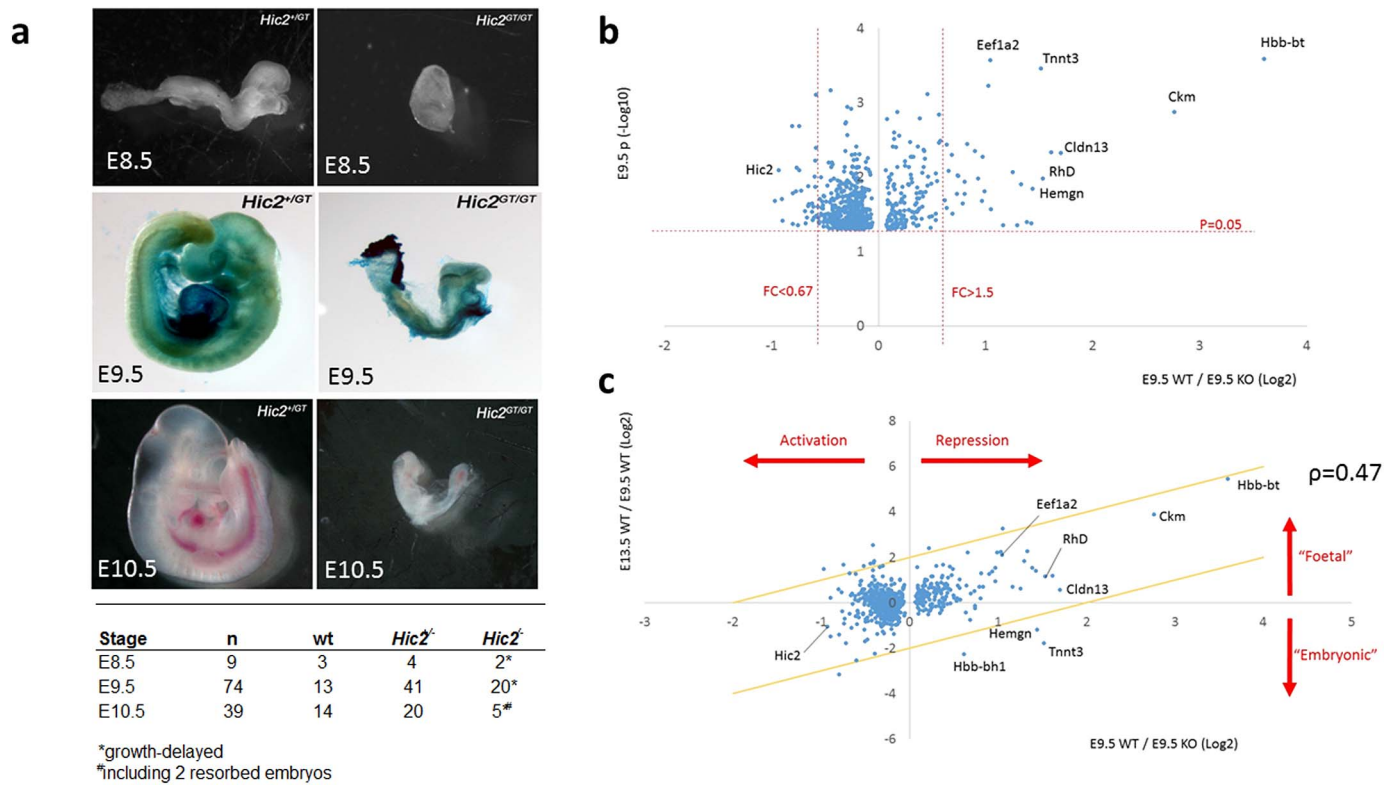 a
Hic2+/GT
Hic2GT/GT
E8.5
E8.5
Hic2+/GT
Hic2GT/GT
E9.5
E9.5
Hic2+/GT
Hic2GT/GT
E10.5
E10.5
Stage n wt Hic2+/- Hic2-/-
E8.5 9 3 4 2*
E9.5 74 13 41 20*
E10.5 39 14 20 5*#
*growth-delayed
#including 2 resorbed embryos
b
E9.5 p (-Log10)
4
3
2
1
0
Eef1a2
Tnnt3
Hbb-bt
Ckm
Cldn13
RhD
Hemgn
Hic2
P=0.05
FC<0.67
FC>1.5
-2 -1 0 1 2 3 4
E9.5 WT / E9.5 KO (Log2)
c
E13.5 WT / E9.5 WT (Log2)
8
6
4
2
0
-2
-4
-6
Activation
Repression
ρ=0.47
Hbb-bt
Eef1a2
Ckm
RhD
"Foetal"
Cldn13
-3 -2 -1 0 1 2 3 4 5
Hemgn
Hic2
Tnnt3
Hbb-bh1
"Embryonic"
E9.5 WT / E9.5 KO (Log2)